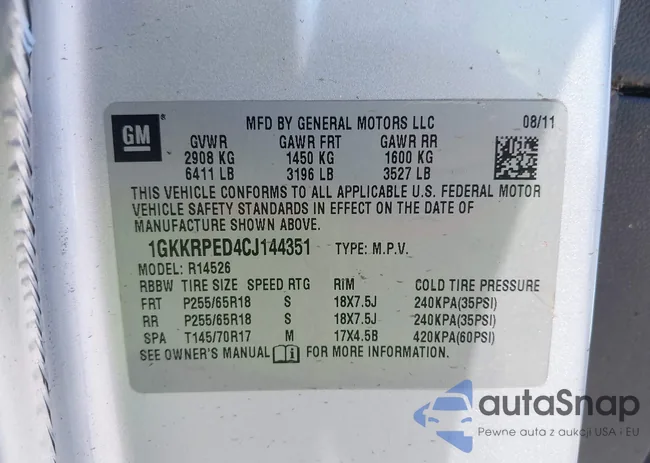 GM
®
MFD BY GENERAL MOTORS LLC 08/11
GVWR GAWR FRT GAWR RR
2908 KG 1450 KG 1600 KG
6411 LB 3196 LB 3527 LB
THIS VEHICLE CONFORMS TO ALL APPLICABLE U.S. FEDERAL MOTOR
VEHICLE SAFETY STANDARDS IN EFFECT ON THE DATE OF
MANUFACTURE SHOWN ABOVE.
1GKKRPED4CJ144351 TYPE: M.P.V.
MODEL: R14526
RBBW TIRE SIZE SPEED RTG RIM COLD TIRE PRESSURE
FRT P255/65R18 S 18X7.5J 240KPA(35PSI)
RR P255/65R18 S 18X7.5J 240KPA(35PSI)
SPA T145/70R17 M 17X4.5B 420KPA(60PSI)
SEE OWNER'S MANUAL FOR MORE INFORMATION.
autoSnap
Pewne auta z aukcji USA i EU